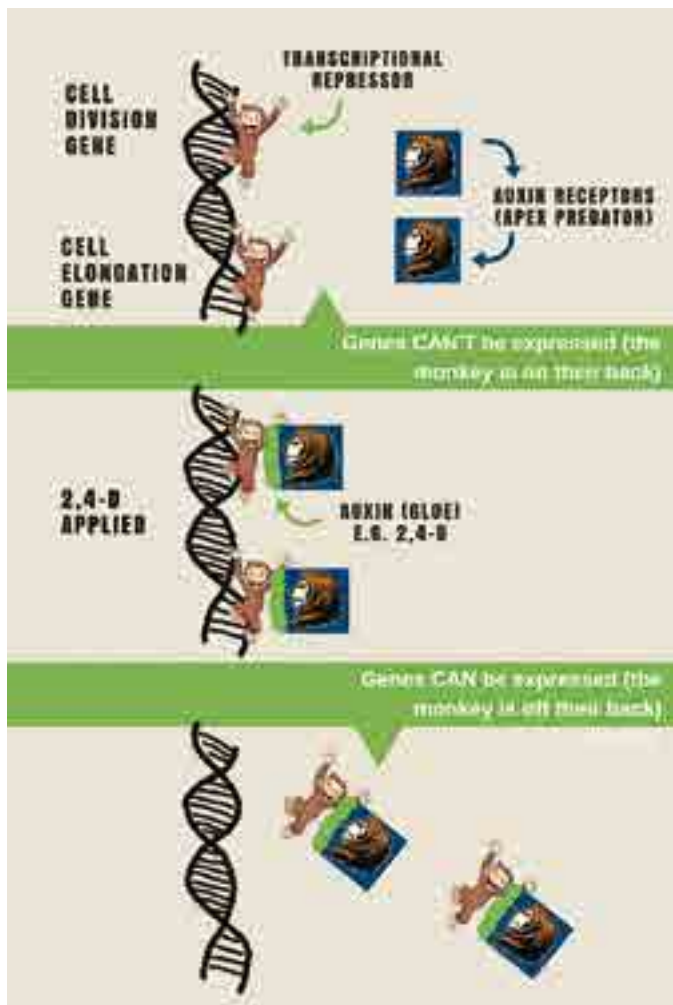 TRANSCRIPTIONAL
REPRESSOR
CELL
DIVISION
GENE
AUXIN RECEPTORS
(APEX PREDATOR)
CELL
ELONGATION
GENE
Genes CAN'T be expressed (the
monkey is on their back)
2,4-D
APPLIED
AUXIN (GLUE)
E.G. 2,4-D
Genes CAN be expressed (the
monkey is off their back)